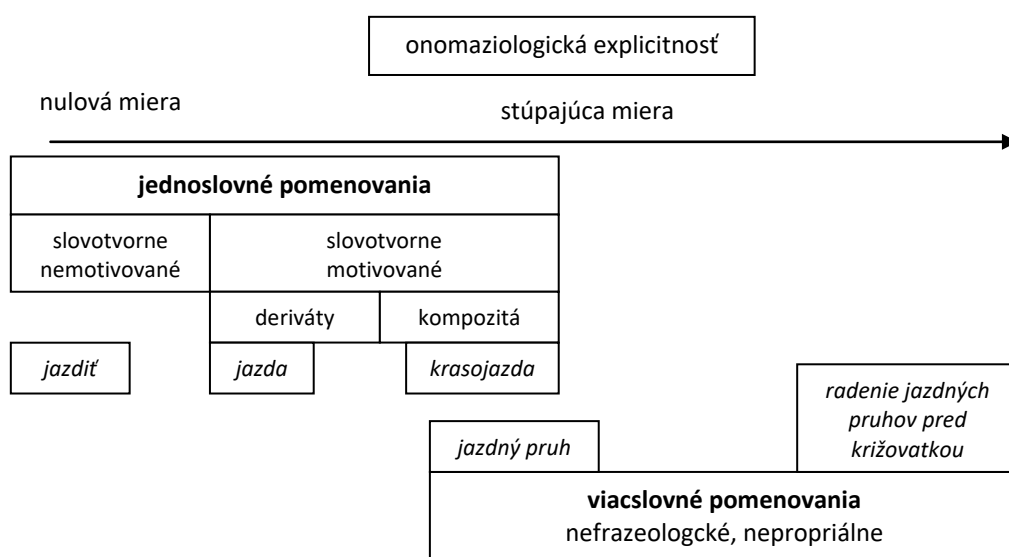 onomaziologická explicitnosť
nulová miera
stúpajúca miera
jednoslovné pomenovania
slovotvorne
nemotivované
slovotvorne
motivované
deriváty
kompozitá
jazdiť
jazda
krasojazda
radenie jazdných
pruhov pred
križovatkou
jazdný pruh
viacslovné pomenovania
nefrazeologcké, nepropriálne